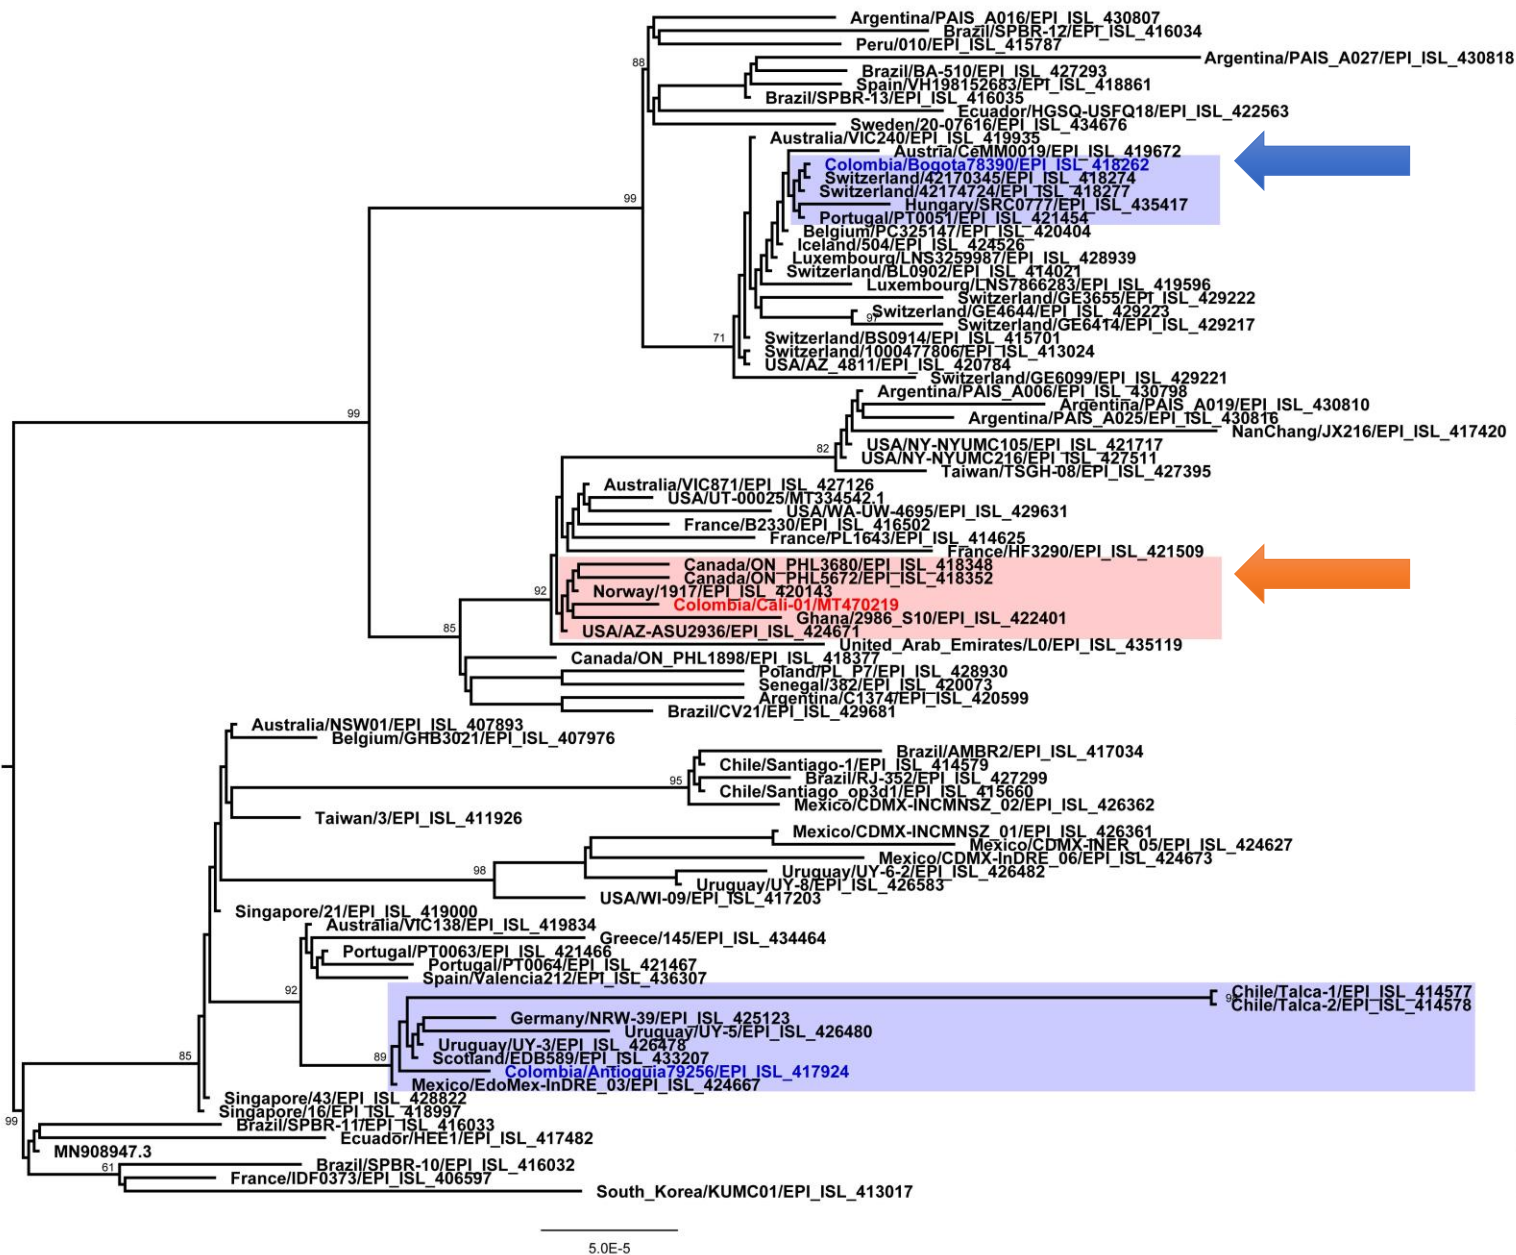 Argentina/PAIS_A016/EPI_ISL_430807
Brazil/SPBR-12/EPI_ISL_416034
Peru/010/EPI_ISL_415787
88
Argentina/PAIS_A027/EPI_ISL_430818
Brazil/BA-510/EPI_ISL_427293
Spain/VH198152683/EPI_ISL_418861
Brazil/SPBR-13/EPI_ISL_416035
Ecuador/HGSQ-USFQ18/EPI_ISL_422563
Sweden/20-07616/EPI_ISL_434676
Australia/VIC240/EPI_ISL_419935
Austria/CeMM0019/EPI_ISL_419672
Colombia/Bogota78390/EPI_ISL_418262
Switzerland/42170345/EPI_ISL_418274
Switzerland/42174724/EPI_ISL_418277
99
Hungary/SRC0777/EPI_ISL_435417
Portugal/PT0051/EPI_ISL_421454
Belgium/PC325147/EPI_ISL_420404
Iceland/504/EPI_ISL_424526
Luxembourg/LNS3259987/EPI_ISL_428939
Switzerland/BL0902/EPI_ISL_414021
Luxembourg/LNS7866283/EPI_ISL_419596
Switzerland/GE3655/EPI_ISL_429222
Switzerland/GE4644/EPI_ISL_429223
97
Switzerland/GE6414/EPI_ISL_429217
71
Switzerland/BS0914/EPI_ISL_415701
Switzerland/1000477806/EPI_ISL_413024
USA/AZ_4811/EPI_ISL_420784
Switzerland/GE6099/EPI_ISL_429221
Argentina/PAIS_A006/EPI_ISL_430798
Argentina/PAIS_A019/EPI_ISL_430810
99
Argentina/PAIS_A025/EPI_ISL_430816
NanChang/JX216/EPI_ISL_417420
USA/NY-NYUMC105/EPI_ISL_421717
82
USA/NY-NYUMC216/EPI_ISL_427511
Taiwan/TSGH-08/EPI_ISL_427395
Australia/VIC871/EPI_ISL_427126
USA/UT-00025/MT334542.1
USA/WA-UW-4695/EPI_ISL_429631
France/B2330/EPI_ISL_416502
France/PL1643/EPI_ISL_414625
France/HF3290/EPI_ISL_421509
Canada/ON_PHL3680/EPI_ISL_418348
Canada/ON_PHL5672/EPI_ISL_418352
92
Norway/1917/EPI_ISL_420143
Colombia/Cali-01/MT470219
Ghana/2986_S10/EPI_ISL_422401
85
USA/AZ-ASU2936/EPI_ISL_424671
United_Arab_Emirates/L0/EPI_ISL_435119
Canada/ON_PHL1898/EPI_ISL_418377
Poland/PL_P7/EPI_ISL_428930
Senegal/382/EPI_ISL_420073
Argentina/C1374/EPI_ISL_420599
Brazil/CV21/EPI_ISL_429681
Australia/NSW01/EPI_ISL_407893
Belgium/GHB3021/EPI_ISL_407976
Brazil/AMBR2/EPI_ISL_417034
Chile/Santiago-1/EPI_ISL_414579
95
Brazil/RJ-352/EPI_ISL_427299
Chile/Santiago_op3d1/EPI_ISL_415660
Mexico/CDMX-INCMNSZ_02/EPI_ISL_426362
Taiwan/3/EPI_ISL_411926
Mexico/CDMX-INCMNSZ_01/EPI_ISL_426361
Mexico/CDMX-INER_05/EPI_ISL_424627
Mexico/CDMX-InDRE_06/EPI_ISL_424673
98
Uruguay/UY-6-2/EPI_ISL_426482
Uruguay/UY-8/EPI_ISL_426583
USA/WI-09/EPI_ISL_417203
Singapore/21/EPI_ISL_419000
Australia/VIC138/EPI_ISL_419834
Greece/145/EPI_ISL_434464
Portugal/PT0063/EPI_ISL_421466
Portugal/PT0064/EPI_ISL_421467
Spain/Valencia212/EPI_ISL_436307
92
Chile/Talca-1/EPI_ISL_414577
Chile/Talca-2/EPI_ISL_414578
Germany/NRW-39/EPI_ISL_425123
Uruguay/UY-5/EPI_ISL_426480
Uruguay/UY-3/EPI_ISL_426478
85
89
Scotland/EDB589/EPI_ISL_433207
Colombia/Antioquia79256/EPI_ISL_417924
Mexico/EdoMex-InDRE_03/EPI_ISL_424667
Singapore/43/EPI_ISL_428822
Singapore/16/EPI_ISL_418997
99
Brazil/SPBR-11/EPI_ISL_416033
Ecuador/HEE1/EPI_ISL_417482
MN908947.3
61
Brazil/SPBR-10/EPI_ISL_416032
France/IDF0373/EPI_ISL_406597
South_Korea/KUMC01/EPI_ISL_413017
5.0E-5